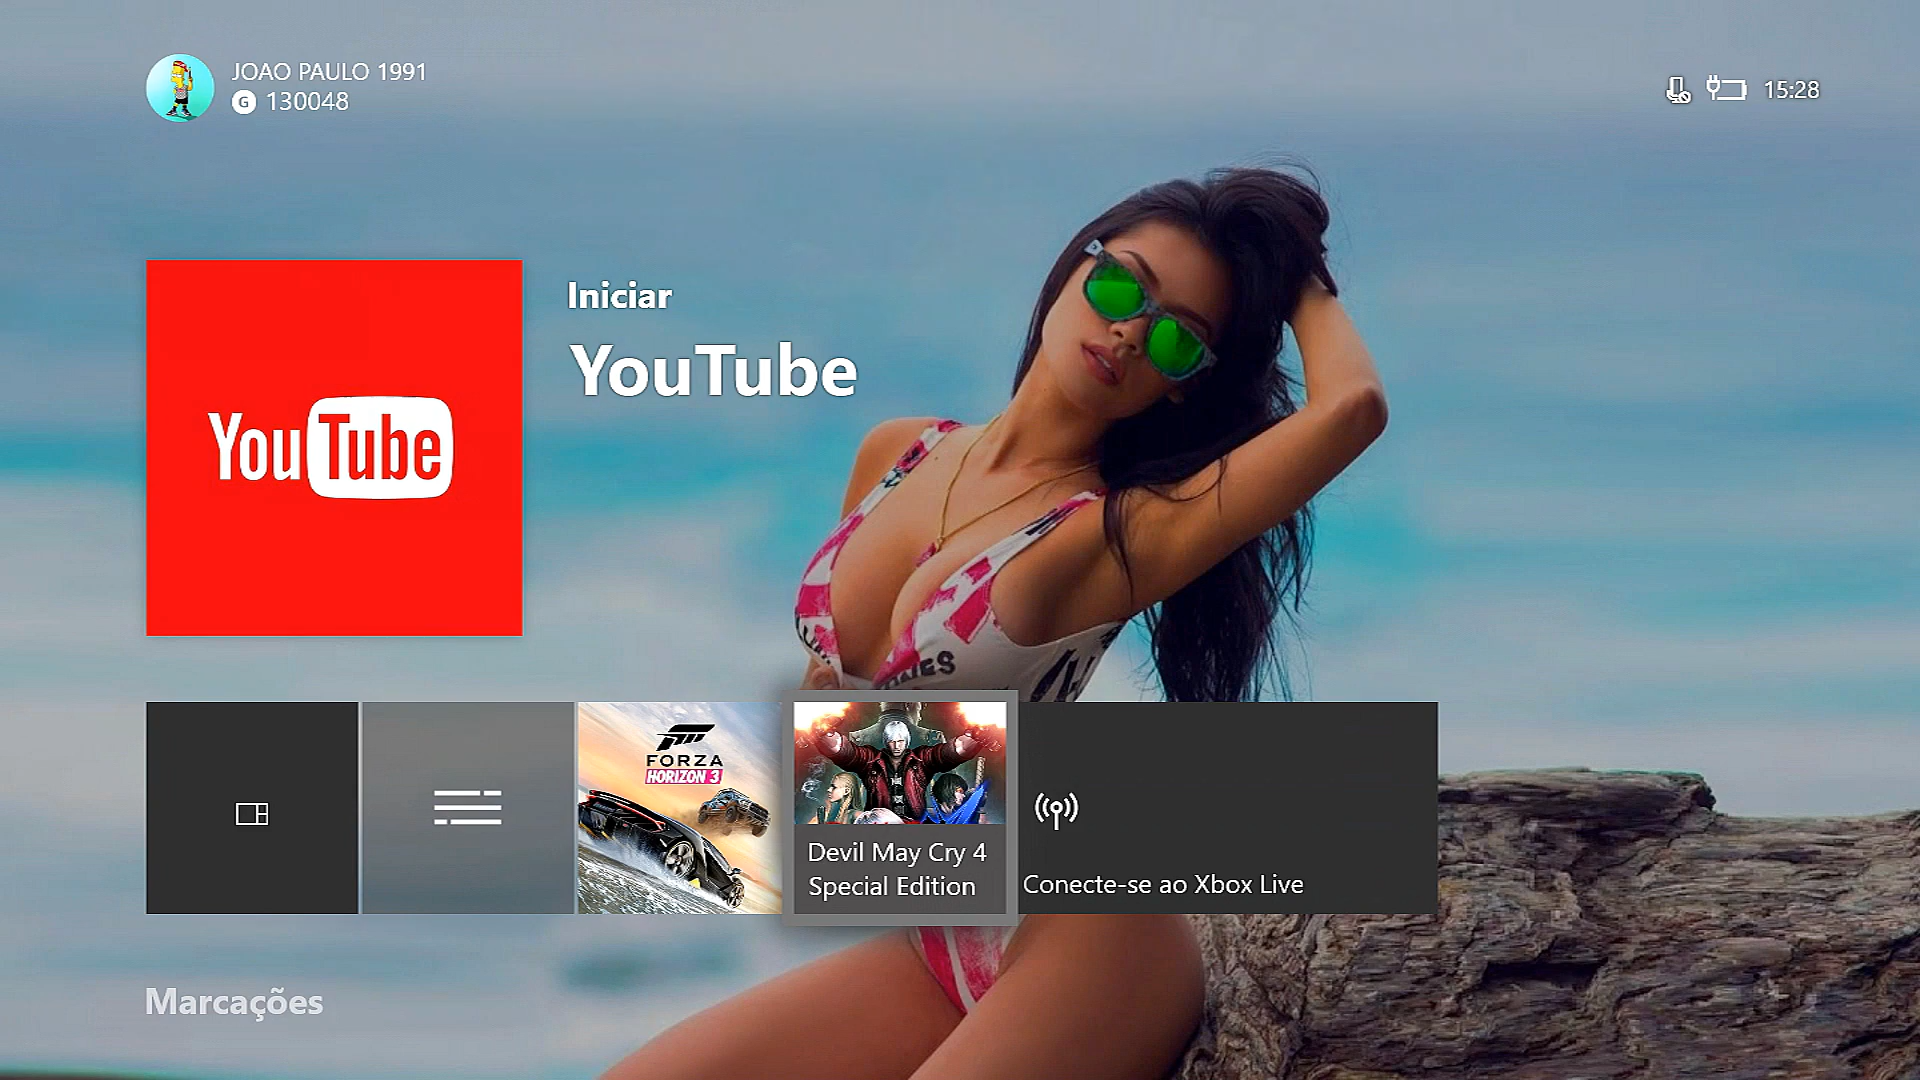 JOAO PAULO 1991
G 130048
15:28
Iniciar
YouTube
YouTube
FORZA
HORIZON 3
Devil May Cry 4
Special Edition
Conecte-se ao Xbox Live
Marcações